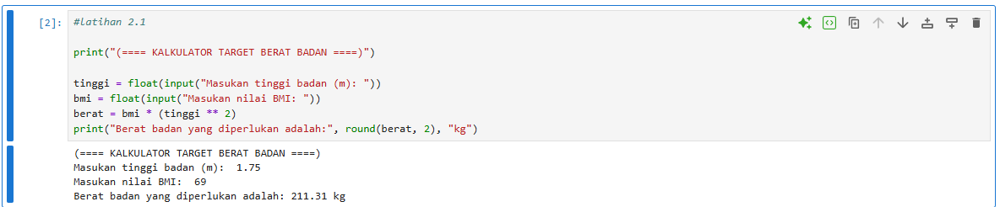 [2]: #latihan 2.1
print("(==== KALKULATOR TARGET BERAT BADAN ====)")
tinggi = float(input("Masukan tinggi badan (m): "))
bmi = float(input("Masukan nilai BMI: "))
berat = bmi * (tinggi ** 2)
print("Berat badan yang diperlukan adalah:", round(berat, 2), "kg")
(==== KALKULATOR TARGET BERAT BADAN ====)
Masukan tinggi badan (m):  1.75
Masukan nilai BMI:  69
Berat badan yang diperlukan adalah: 211.31 kg